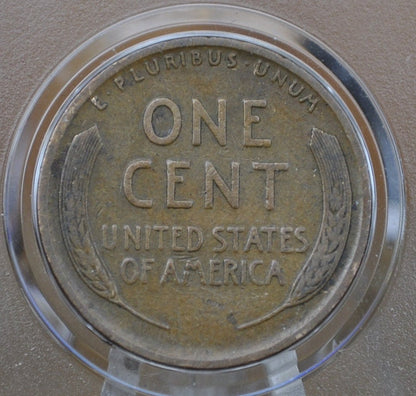 E · PLURIBUS · UNUM
ONE
CENT
UNITED STATES
OF AMERICA